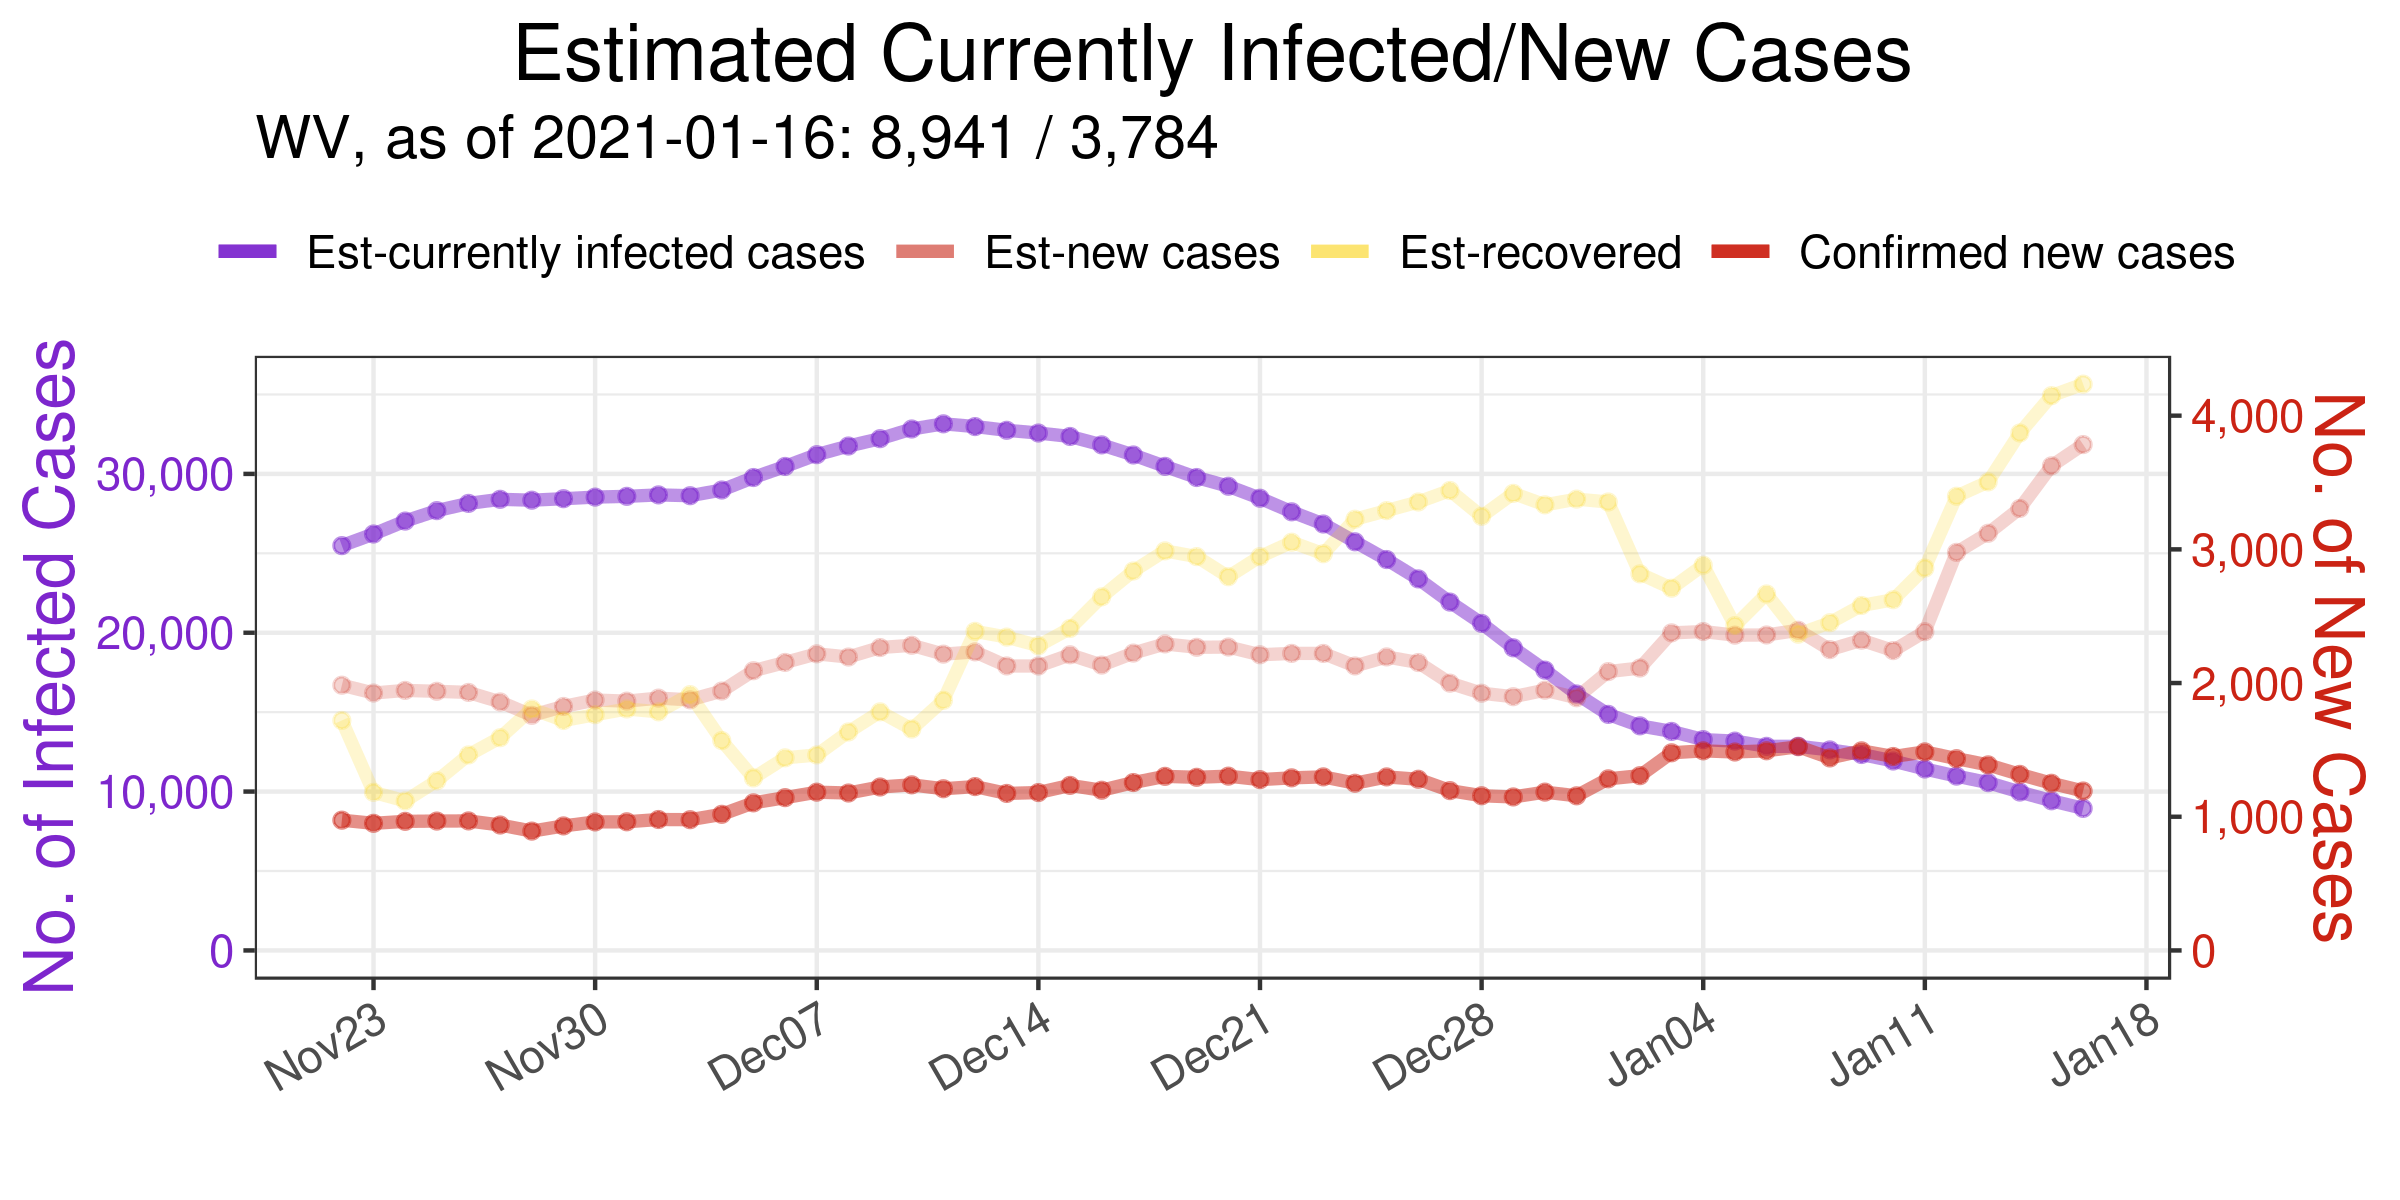 Estimated Currently Infected/New Cases
WV, as of 2021-01-16: 8,941 / 3,784
Est-currently infected cases
Est-new cases
Est-recovered
Confirmed new cases
No. of Infected Cases
30,000
20,000
10,000
0
4,000
3,000
2,000
1,000
0
No. of New Cases
Nov23
Nov30
Dec07
Dec14
Dec21
Dec28
Jan04
Jan11
Jan18